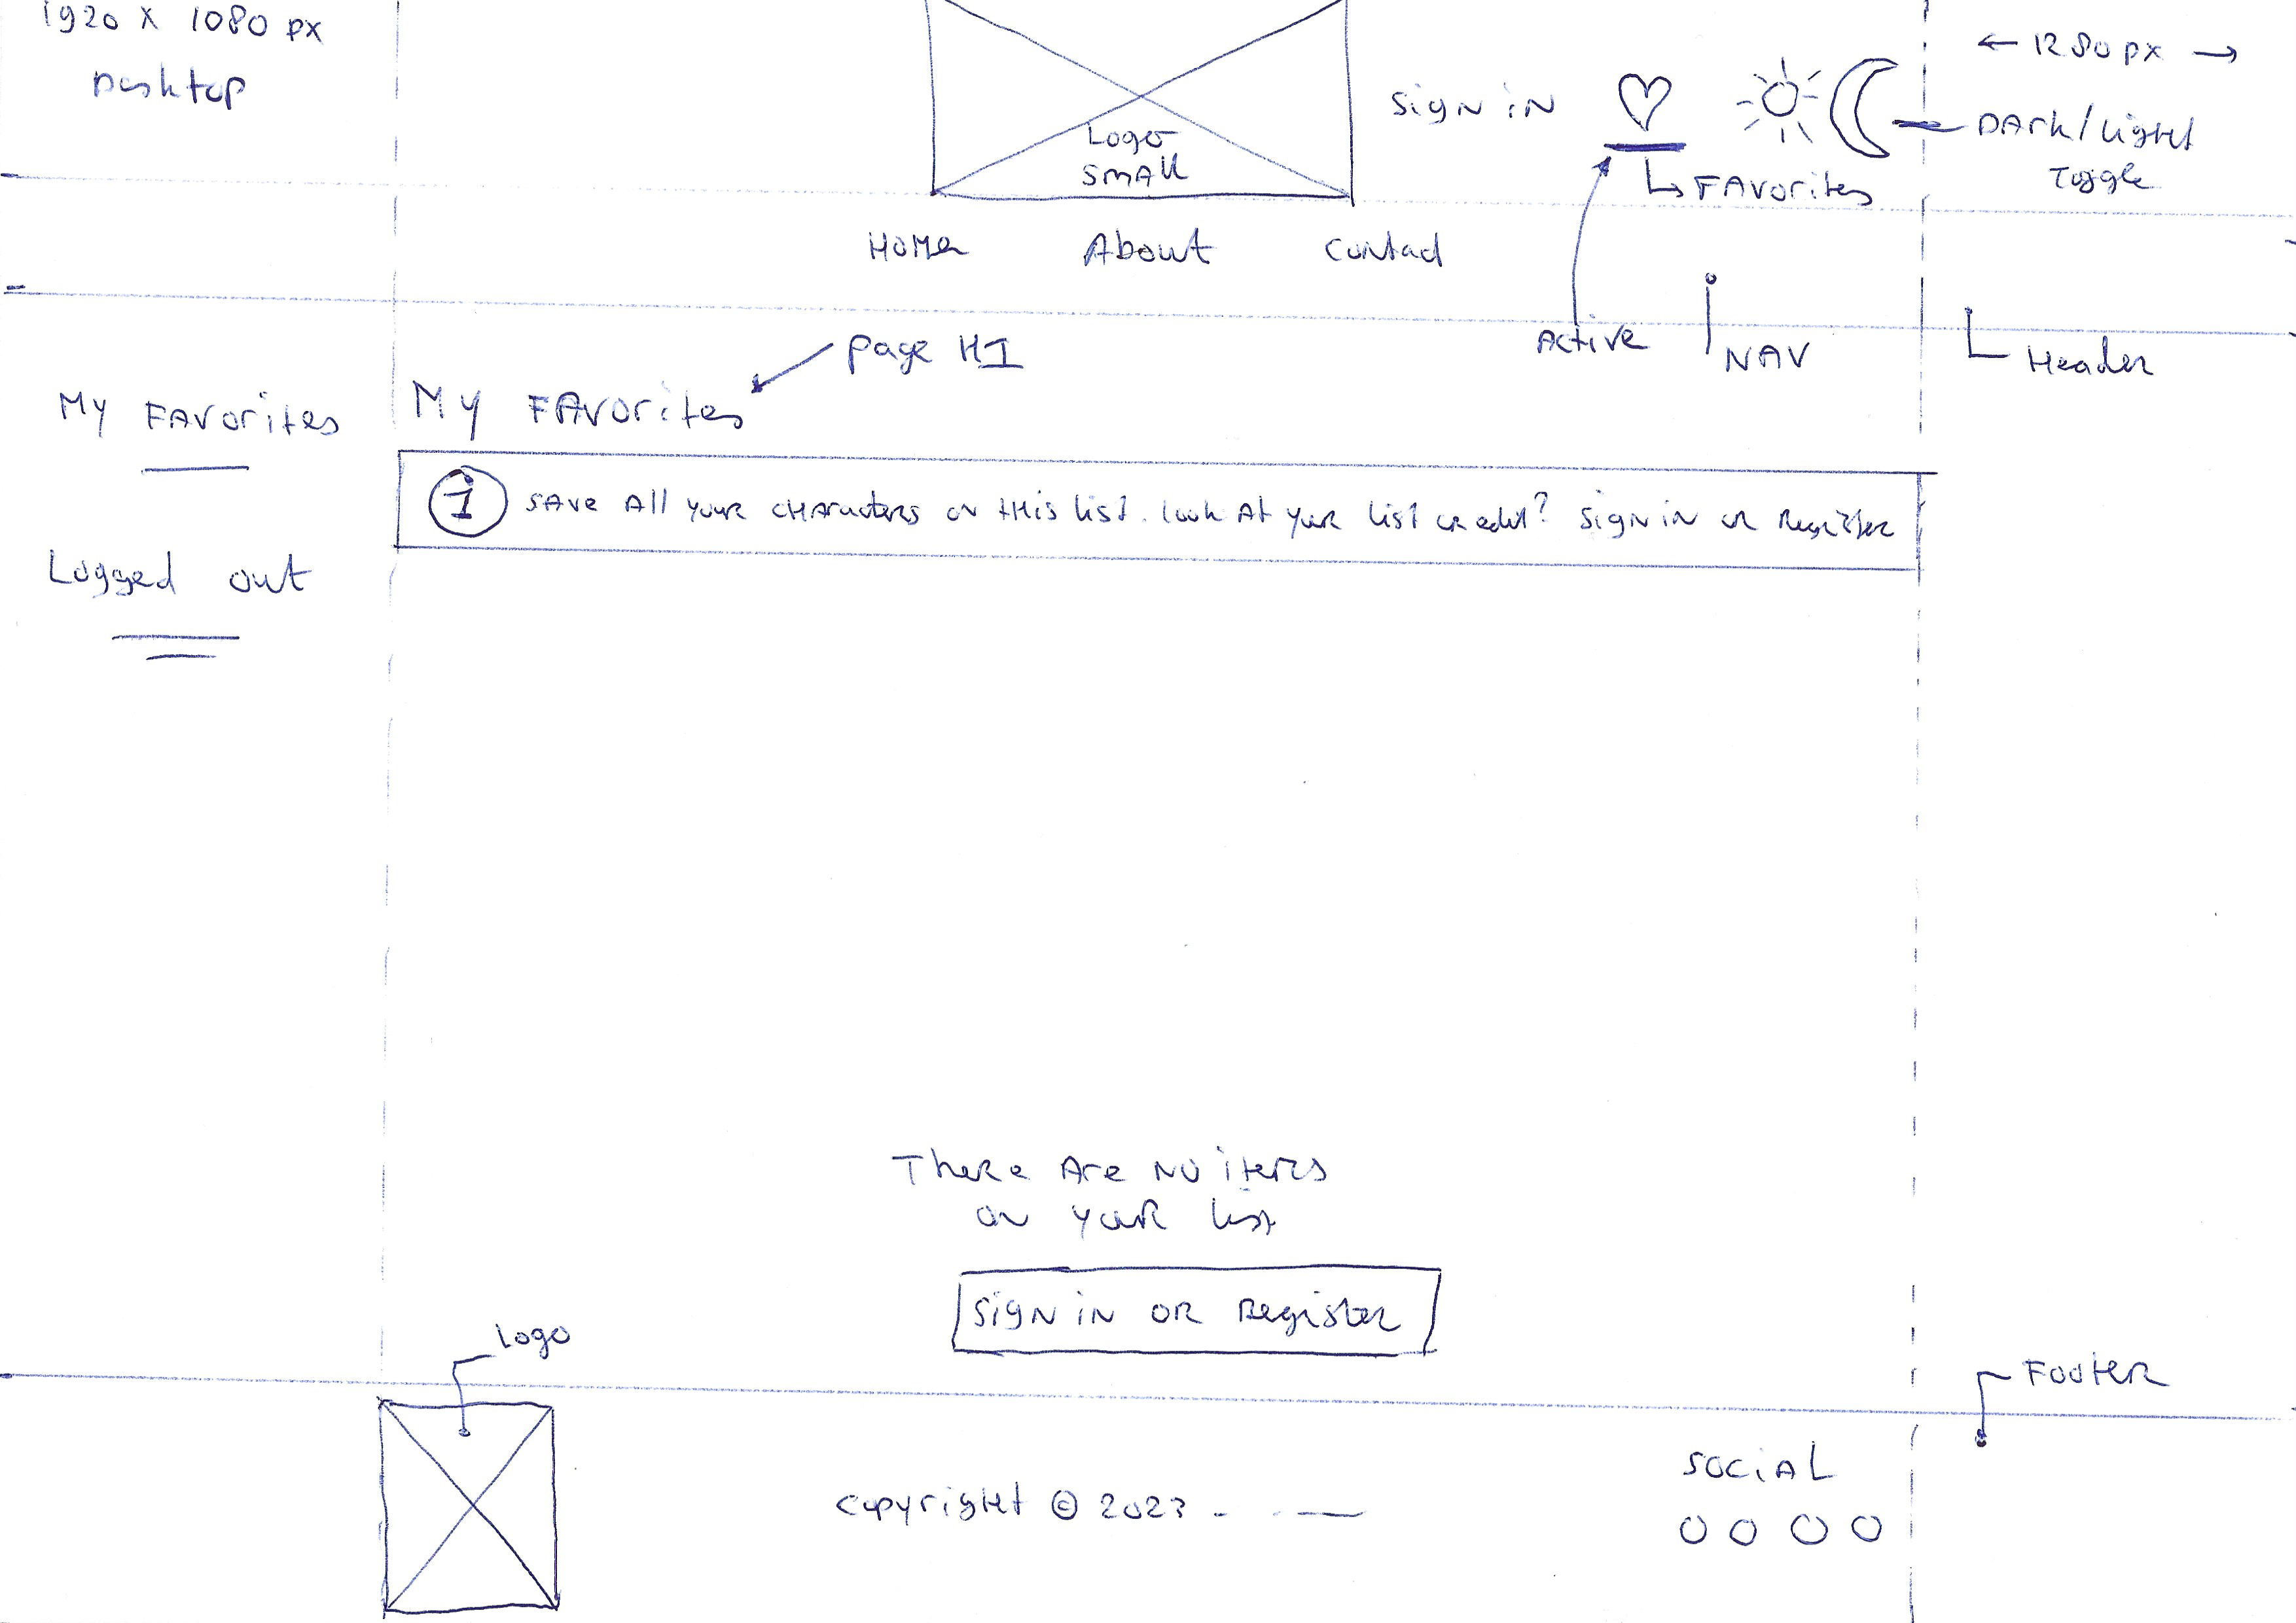 1920 x 1080 px
Desktop
Logo
small
sign in
Favorites
← 1280 px →
Dark/Light
Toggle
Home
About
Contact
Active
NAV
Header
My Favorites
Logged out
page H1
My Favorites
i save all your characters on this list. Look at your list or edit? sign in or Register
There are no items
on your list
sign in or Register
Logo
Footer
copyright © 2023
social